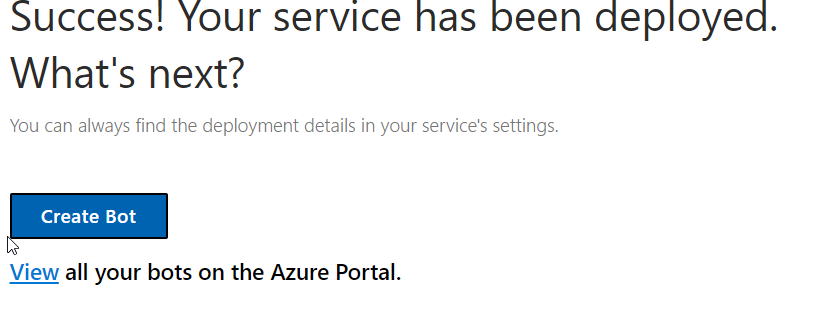 Success! Your service has been deployed.
What's next?
You can always find the deployment details in your service's settings.
Create Bot
View all your bots on the Azure Portal.